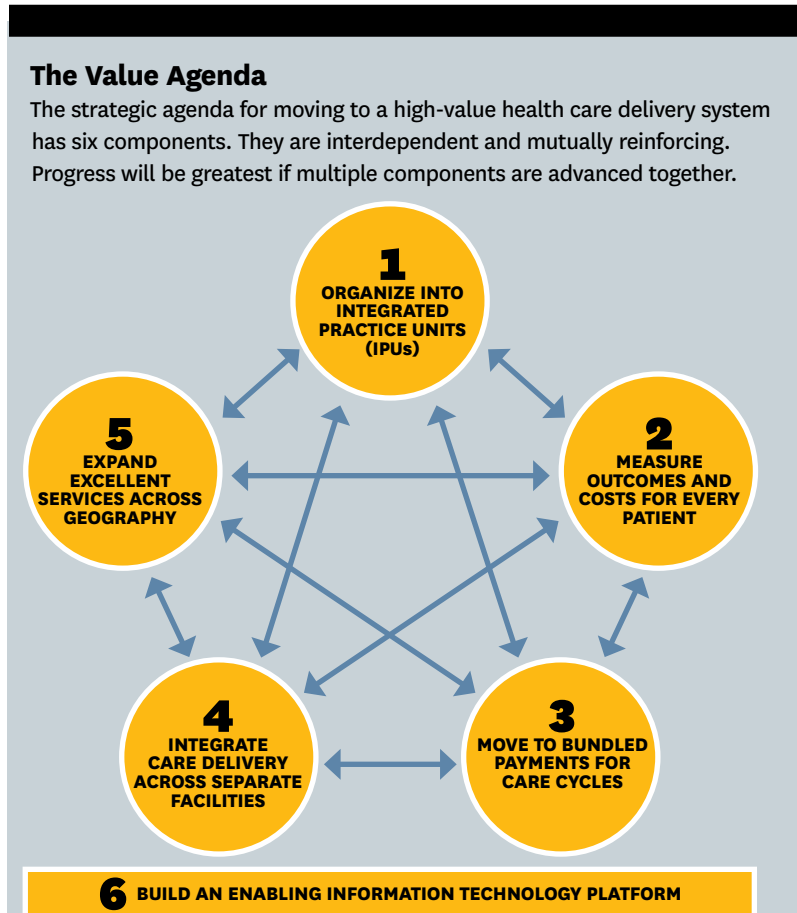 The Value Agenda
The strategic agenda for moving to a high-value health care delivery system
has six components. They are interdependent and mutually reinforcing.
Progress will be greatest if multiple components are advanced together.
1
ORGANIZE INTO
INTEGRATED
PRACTICE UNITS
(IPUs)
2
MEASURE
OUTCOMES AND
COSTS FOR EVERY
PATIENT
3
MOVE TO BUNDLED
PAYMENTS FOR
CARE CYCLES
4
INTEGRATE
CARE DELIVERY
ACROSS SEPARATE
FACILITIES
5
EXPAND
EXCELLENT
SERVICES ACROSS
GEOGRAPHY
6 BUILD AN ENABLING INFORMATION TECHNOLOGY PLATFORM